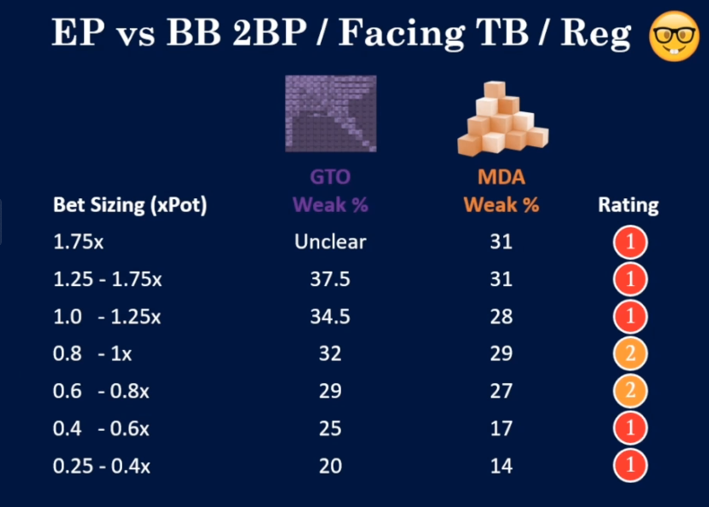 EP vs BB 2BP / Facing TB / Reg
GTO MDA
Bet Sizing (xPot) Weak % Weak % Rating
1.75x Unclear 31 1
1.25 - 1.75x 37.5 31 1
1.0 - 1.25x 34.5 28 1
0.8 - 1x 32 29 2
0.6 - 0.8x 29 27 2
0.4 - 0.6x 25 17 1
0.25 - 0.4x 20 14 1